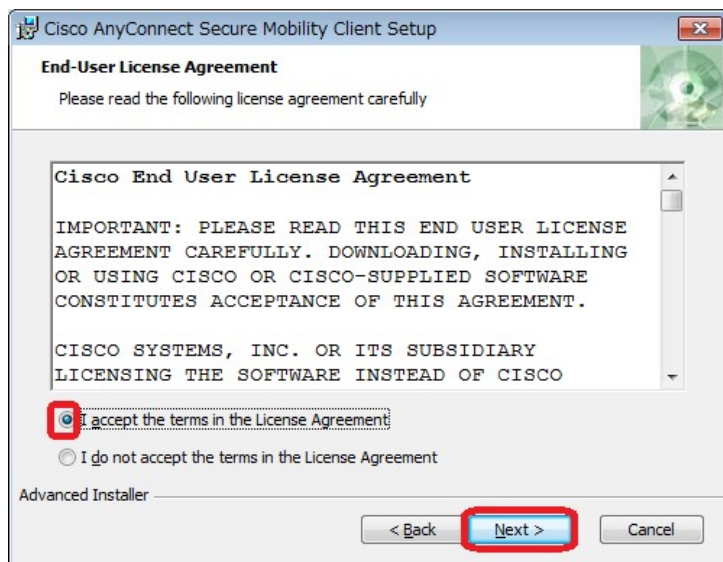 Cisco AnyConnect Secure Mobility Client Setup
End-User License Agreement
Please read the following license agreement carefully
Cisco End User License Agreement
IMPORTANT: PLEASE READ THIS END USER LICENSE
AGREEMENT CAREFULLY. DOWNLOADING, INSTALLING
OR USING CISCO OR CISCO-SUPPLIED SOFTWARE
CONSTITUTES ACCEPTANCE OF THIS AGREEMENT.
CISCO SYSTEMS, INC. OR ITS SUBSIDIARY
LICENSING THE SOFTWARE INSTEAD OF CISCO
I accept the terms in the License Agreement
I do not accept the terms in the License Agreement
Advanced Installer
< Back Next > Cancel